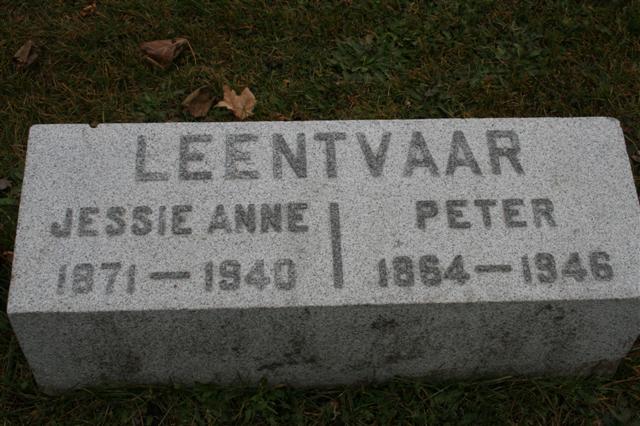 LEENTVAAR
JESSIE ANNE | PETER
1871 — 1940 | 1864 — 1946